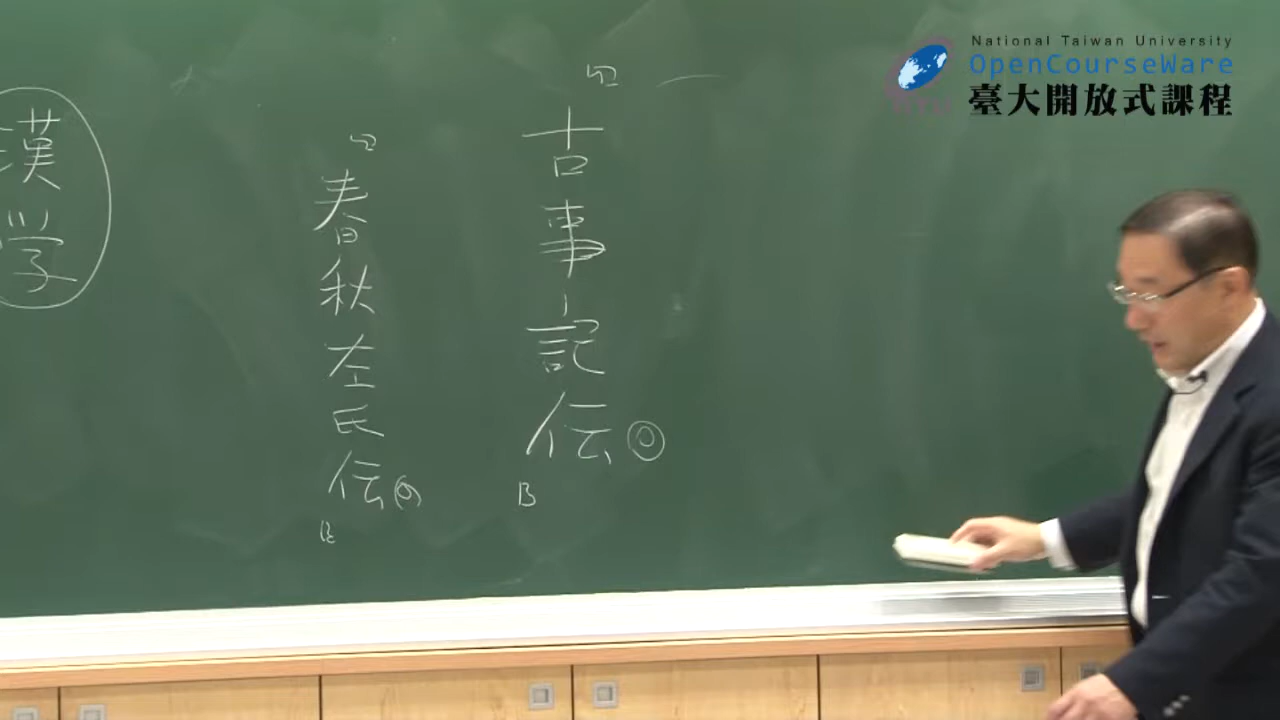 National Taiwan University
OpenCourseWare
臺大開放式課程
古事記伝
B
春秋左氏伝
漢学